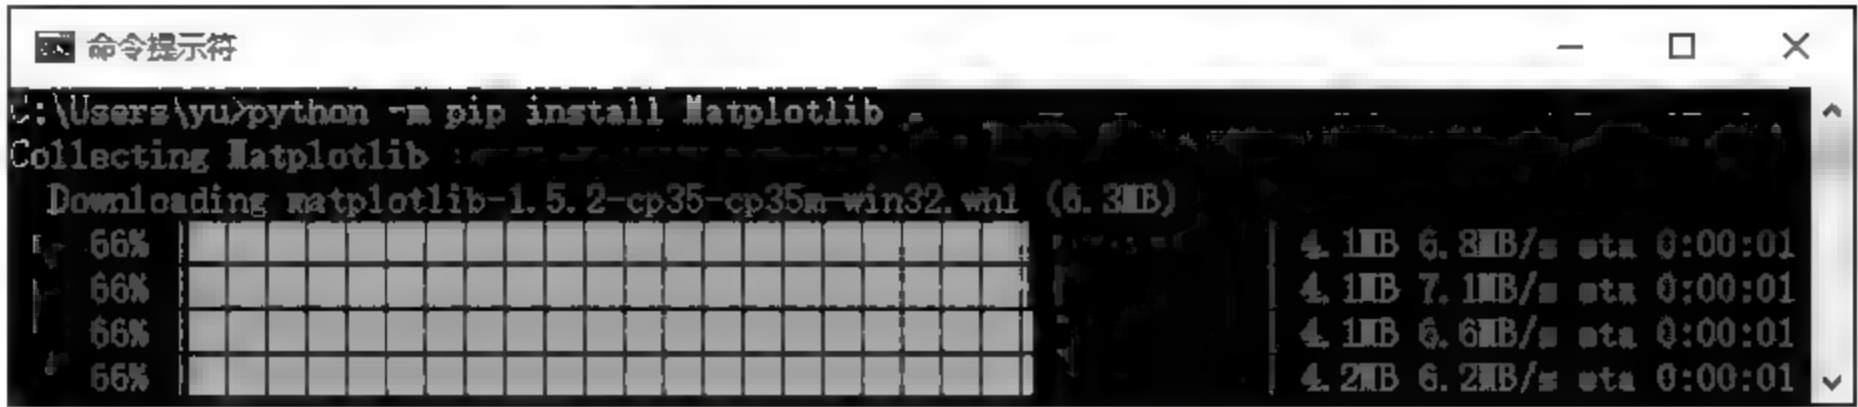 命令提示符
C:\Users\yu>python -m pip install Matplotlib
Collecting Matplotlib
Downloading matplotlib-1.5.2-cp35-cp35m-win32.whl (6.3MB)
66% | | 4.1MB 6.8MB/s eta 0:00:01
66% | | 4.1MB 7.1MB/s eta 0:00:01
66% | | 4.1MB 6.6MB/s eta 0:00:01
66% | | 4.2MB 6.2MB/s eta 0:00:01